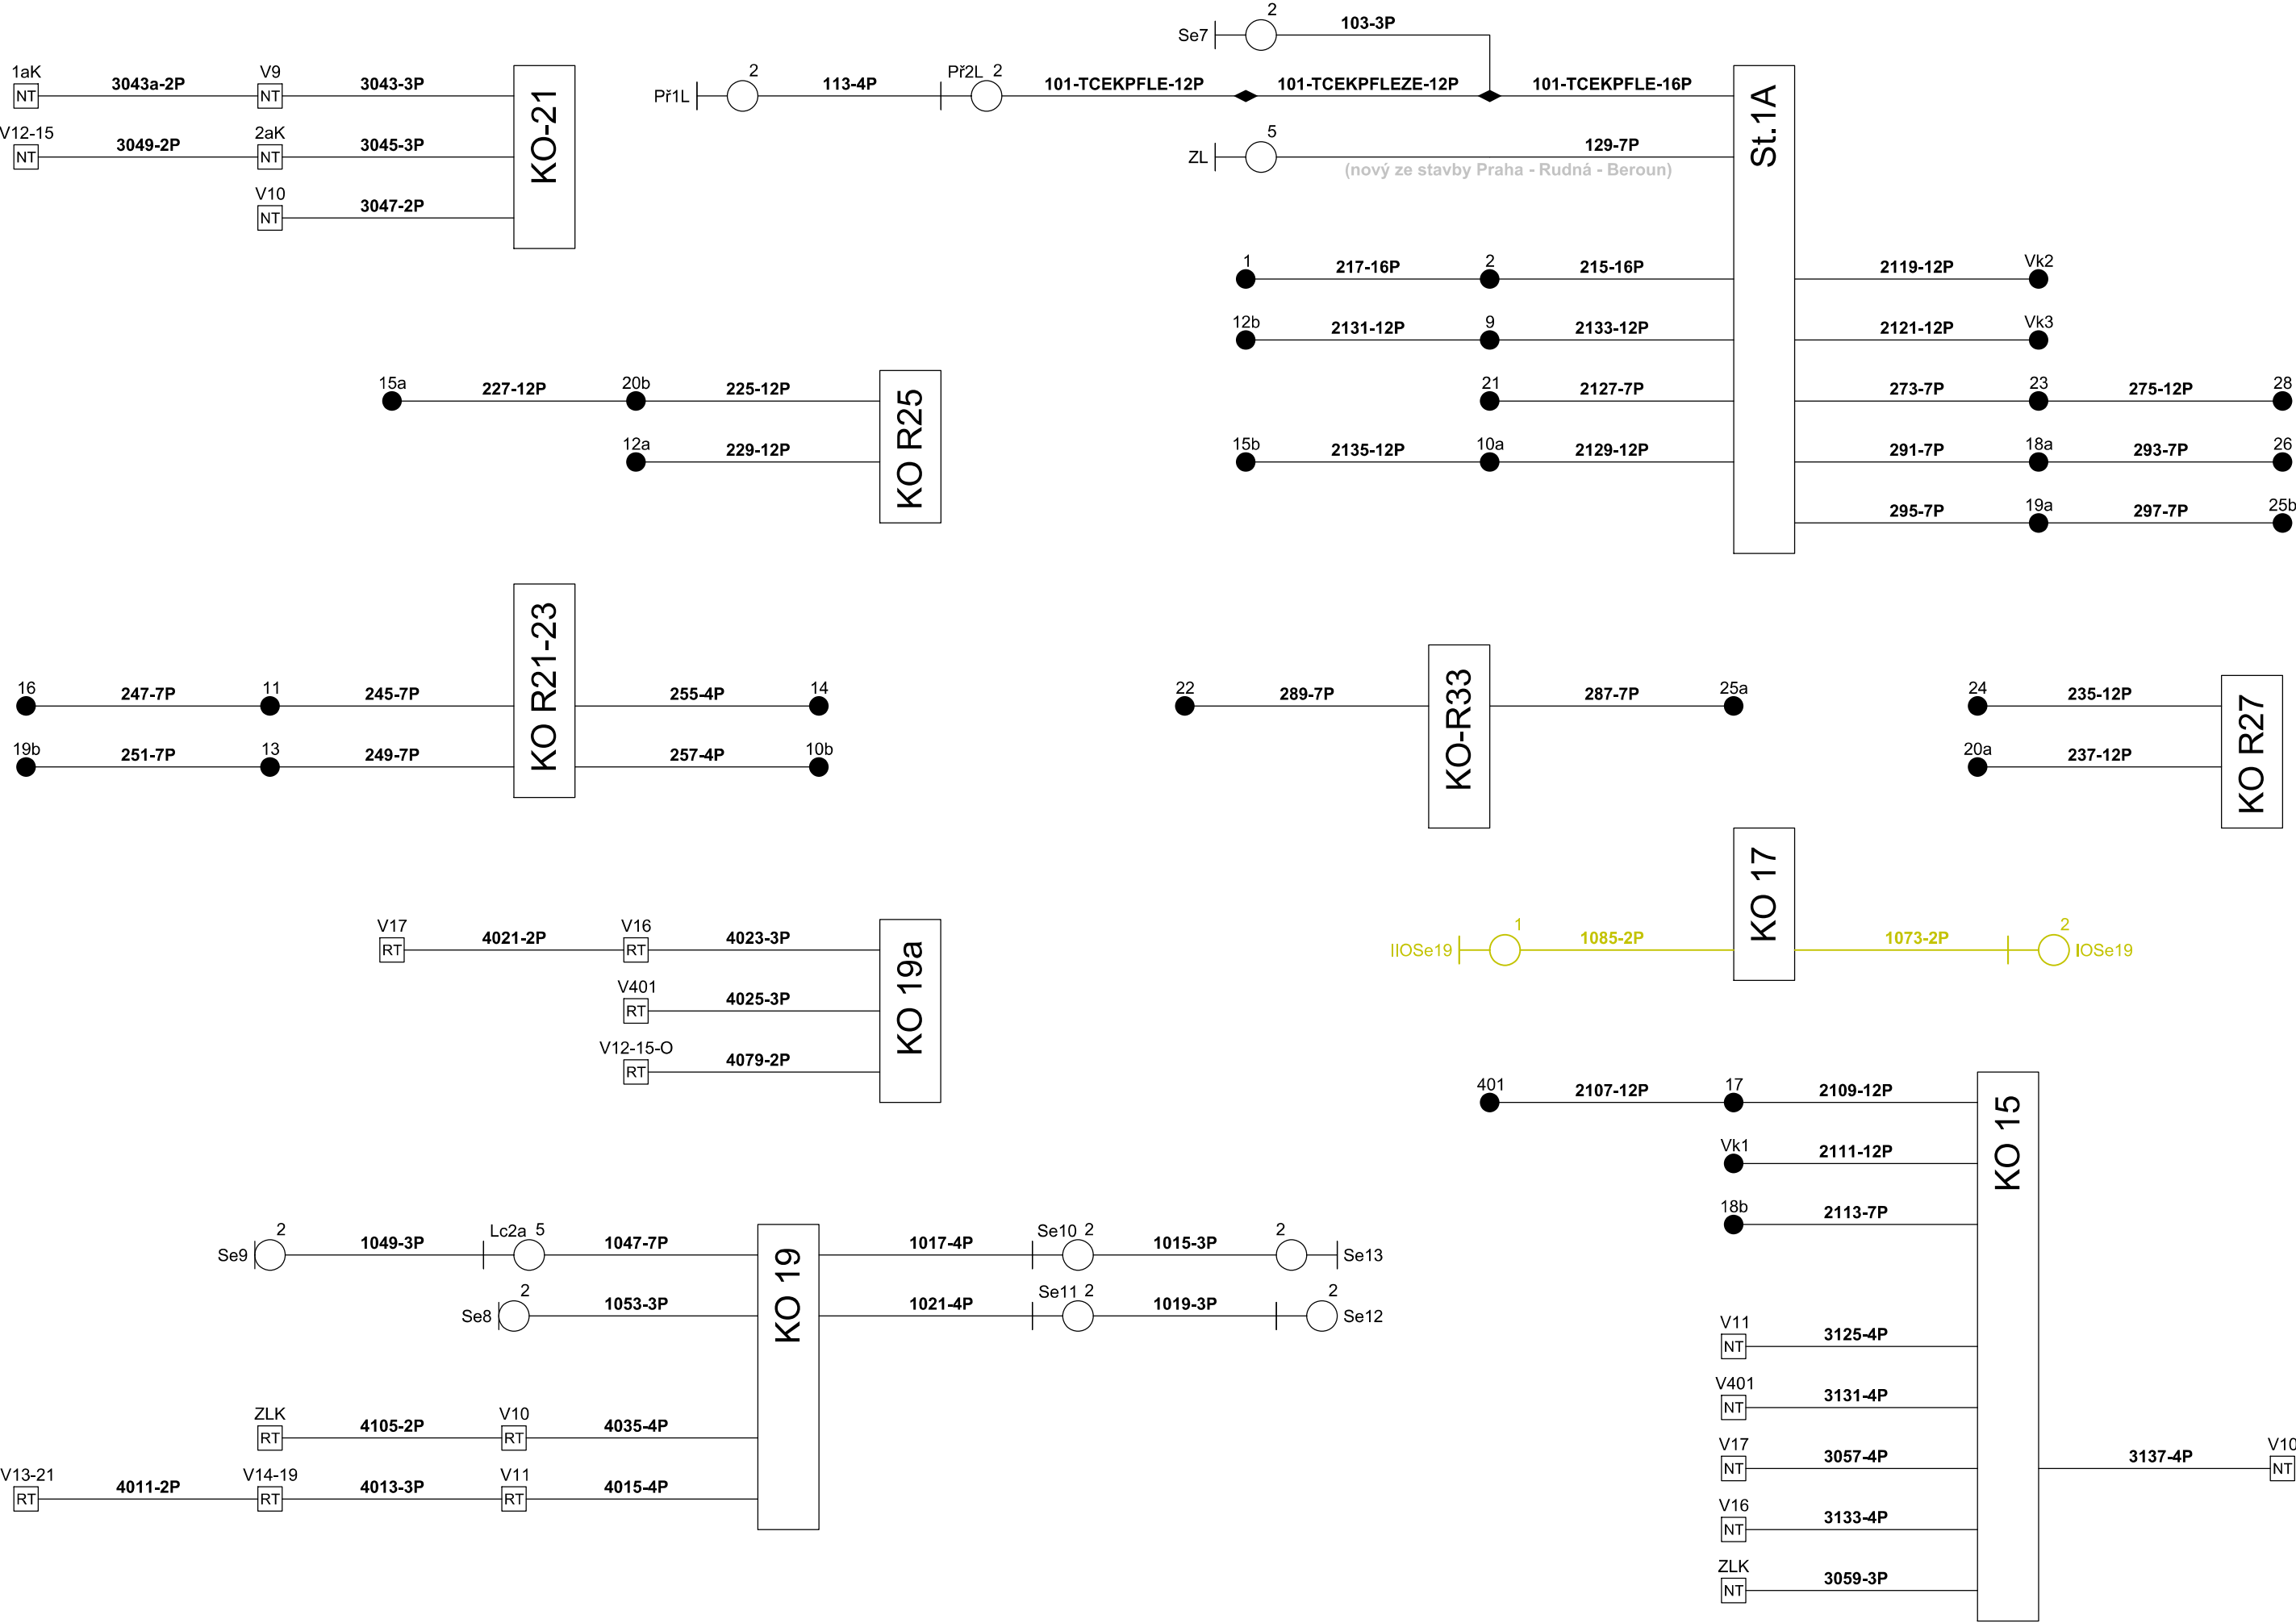 2
103-3P
Se7
1aK
NT
3043a-2P
V9
NT
3043-3P
V12-15
NT
3049-2P
2aK
NT
3045-3P
V10
NT
3047-2P
KO-21
Př1L
2
113-4P
Př2L 2
101-TCEKPFLE-12P
101-TCEKPFLEZE-12P
101-TCEKPFLE-16P
ZL
5
129-7P
(nový ze stavby Praha - Rudná - Beroun)
St.1A
1
217-16P
2
215-16P
2119-12P
Vk2
12b
2131-12P
9
2133-12P
2121-12P
Vk3
21
2127-7P
273-7P
23
275-12P
28
15b
2135-12P
10a
2129-12P
291-7P
18a
293-7P
26
295-7P
19a
297-7P
25b
15a
227-12P
20b
225-12P
12a
229-12P
KO R25
16
247-7P
11
245-7P
255-4P
14
19b
251-7P
13
249-7P
257-4P
10b
KO R21-23
22
289-7P
KO-R33
287-7P
25a
24
235-12P
20a
237-12P
KO R27
KO 17
IIOSe19
1
1085-2P
1073-2P
2
IOSe19
V17
RT
4021-2P
V16
RT
4023-3P
V401
RT
4025-3P
V12-15-O
RT
4079-2P
KO 19a
401
2107-12P
17
2109-12P
Vk1
2111-12P
18b
2113-7P
KO 15
V11
NT
3125-4P
V401
NT
3131-4P
V17
NT
3057-4P
3137-4P
V10
NT
V16
NT
3133-4P
ZLK
NT
3059-3P
Se9
2
1049-3P
Lc2a 5
1047-7P
1017-4P
Se10 2
1015-3P
2
Se13
Se8
2
1053-3P
1021-4P
Se11 2
1019-3P
2
Se12
KO 19
ZLK
RT
4105-2P
V10
RT
4035-4P
V13-21
RT
4011-2P
V14-19
RT
4013-3P
V11
RT
4015-4P